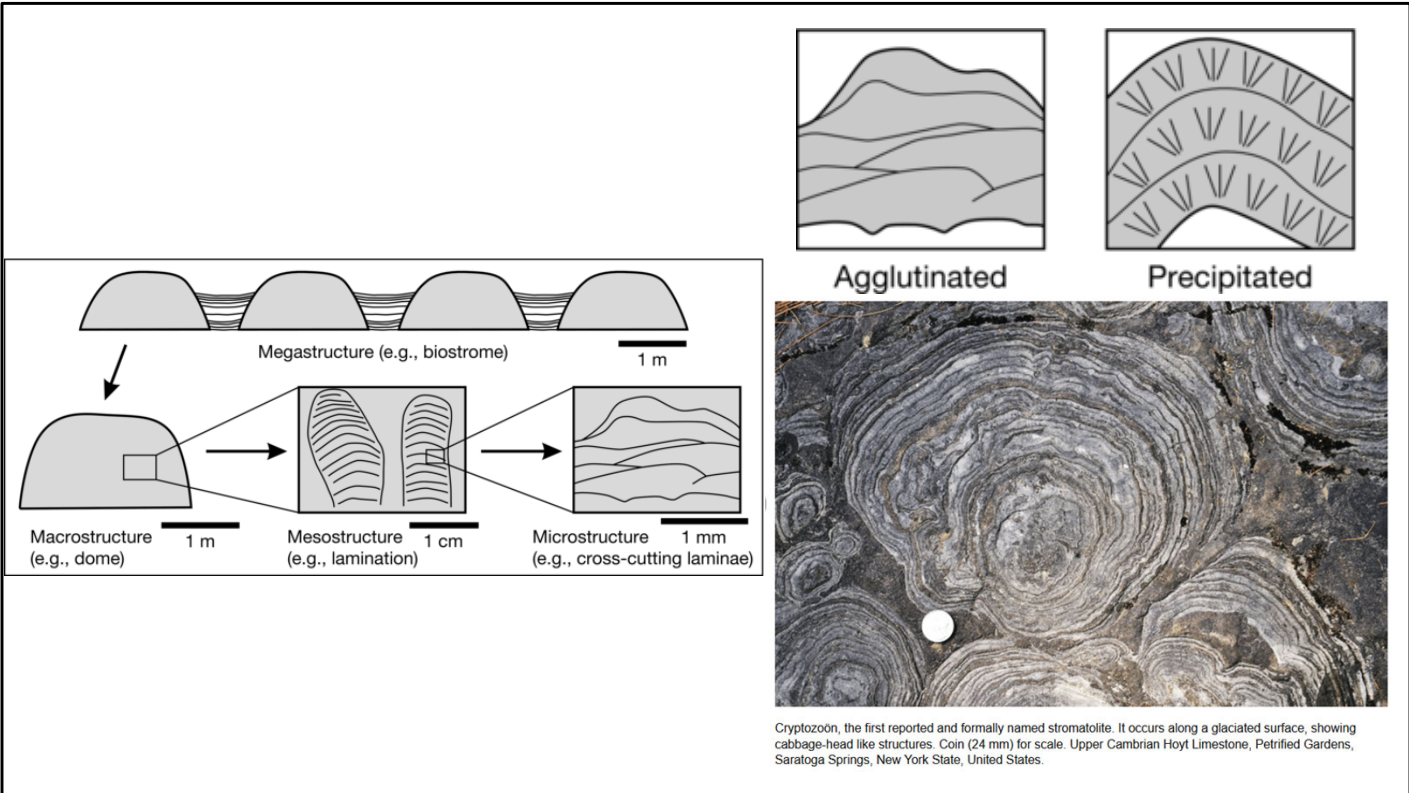 Megastructure (e.g., biostrome)
1 m
Macrostructure
(e.g., dome)
1 m
Mesostructure
(e.g., lamination)
1 cm
Microstructure
(e.g., cross-cutting laminae)
1 mm
Agglutinated
Precipitated
Cryptozoön, the first reported and formally named stromatolite. It occurs along a glaciated surface, showing
cabbage-head like structures. Coin (24 mm) for scale. Upper Cambrian Hoyt Limestone, Petrified Gardens,
Saratoga Springs, New York State, United States.